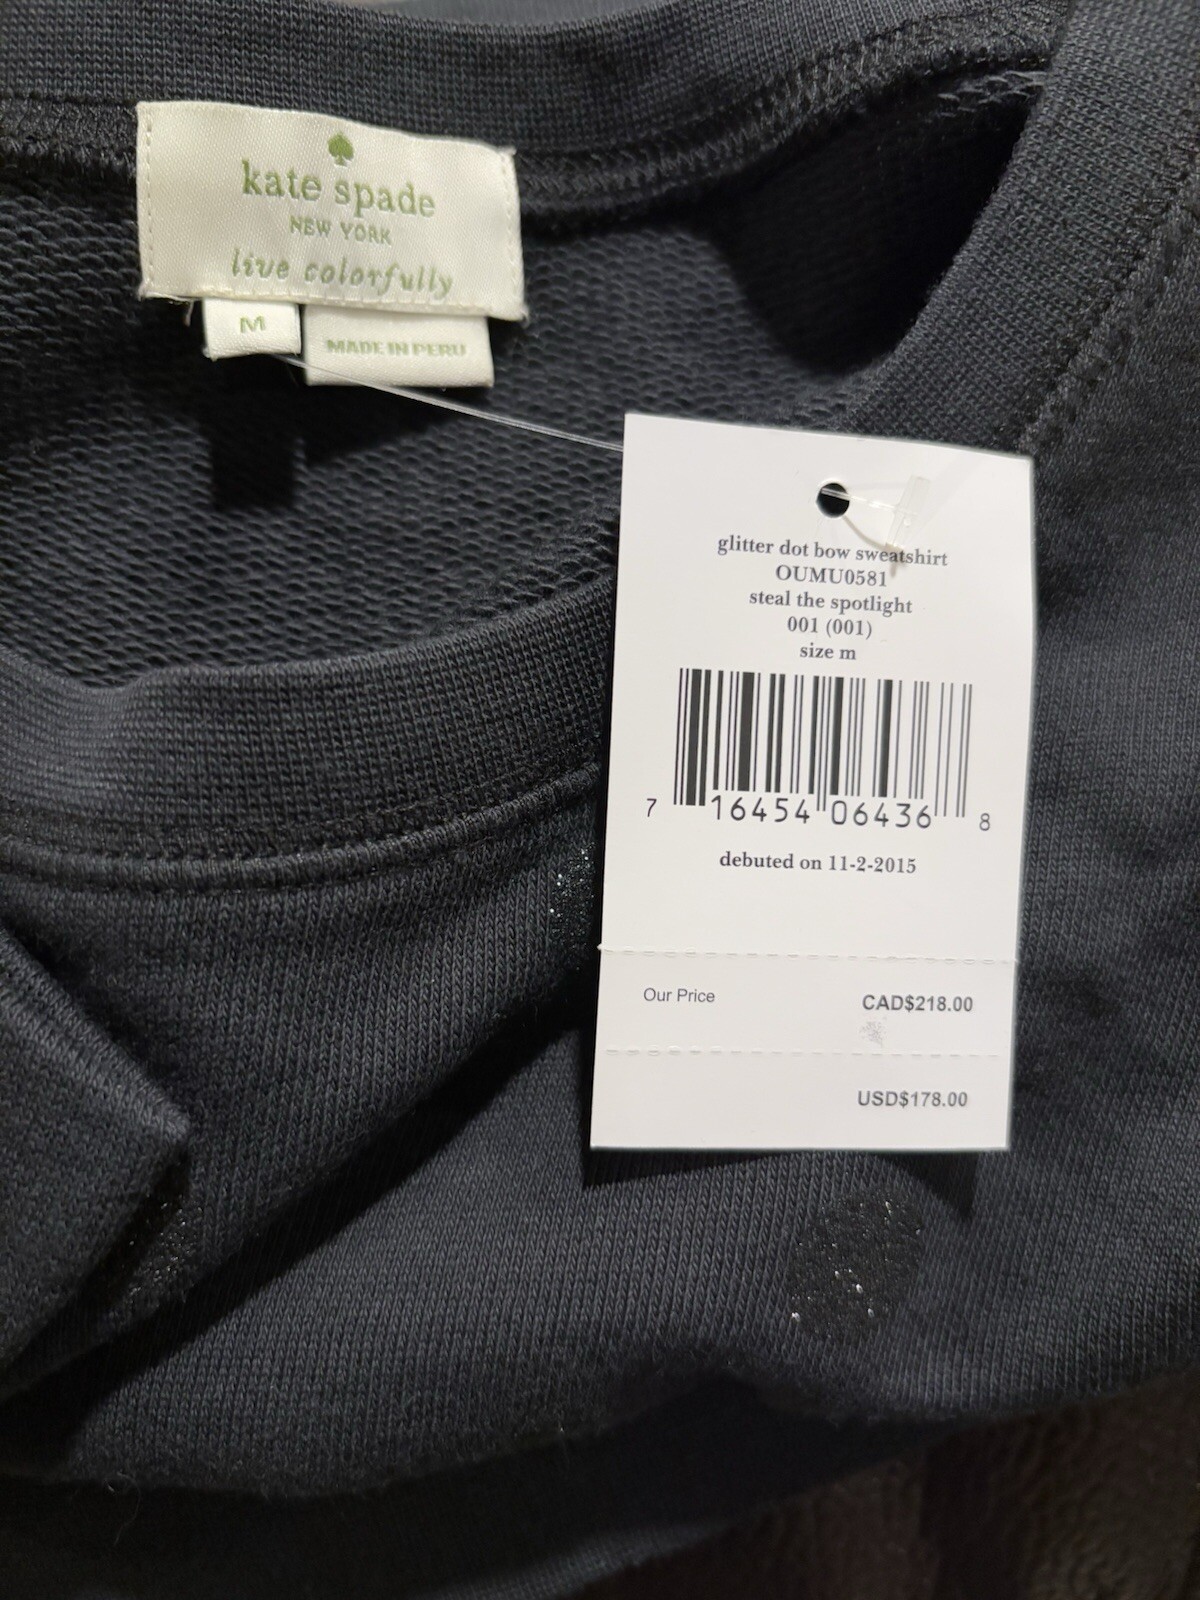 kate spade
NEW YORK
live colorfully
M
MADE IN PERU
glitter dot bow sweatshirt
OUMU0581
steal the spotlight
001 (001)
size m
7 16454 06436 8
debuted on 11-2-2015
Our Price CAD$218.00
USD$178.00